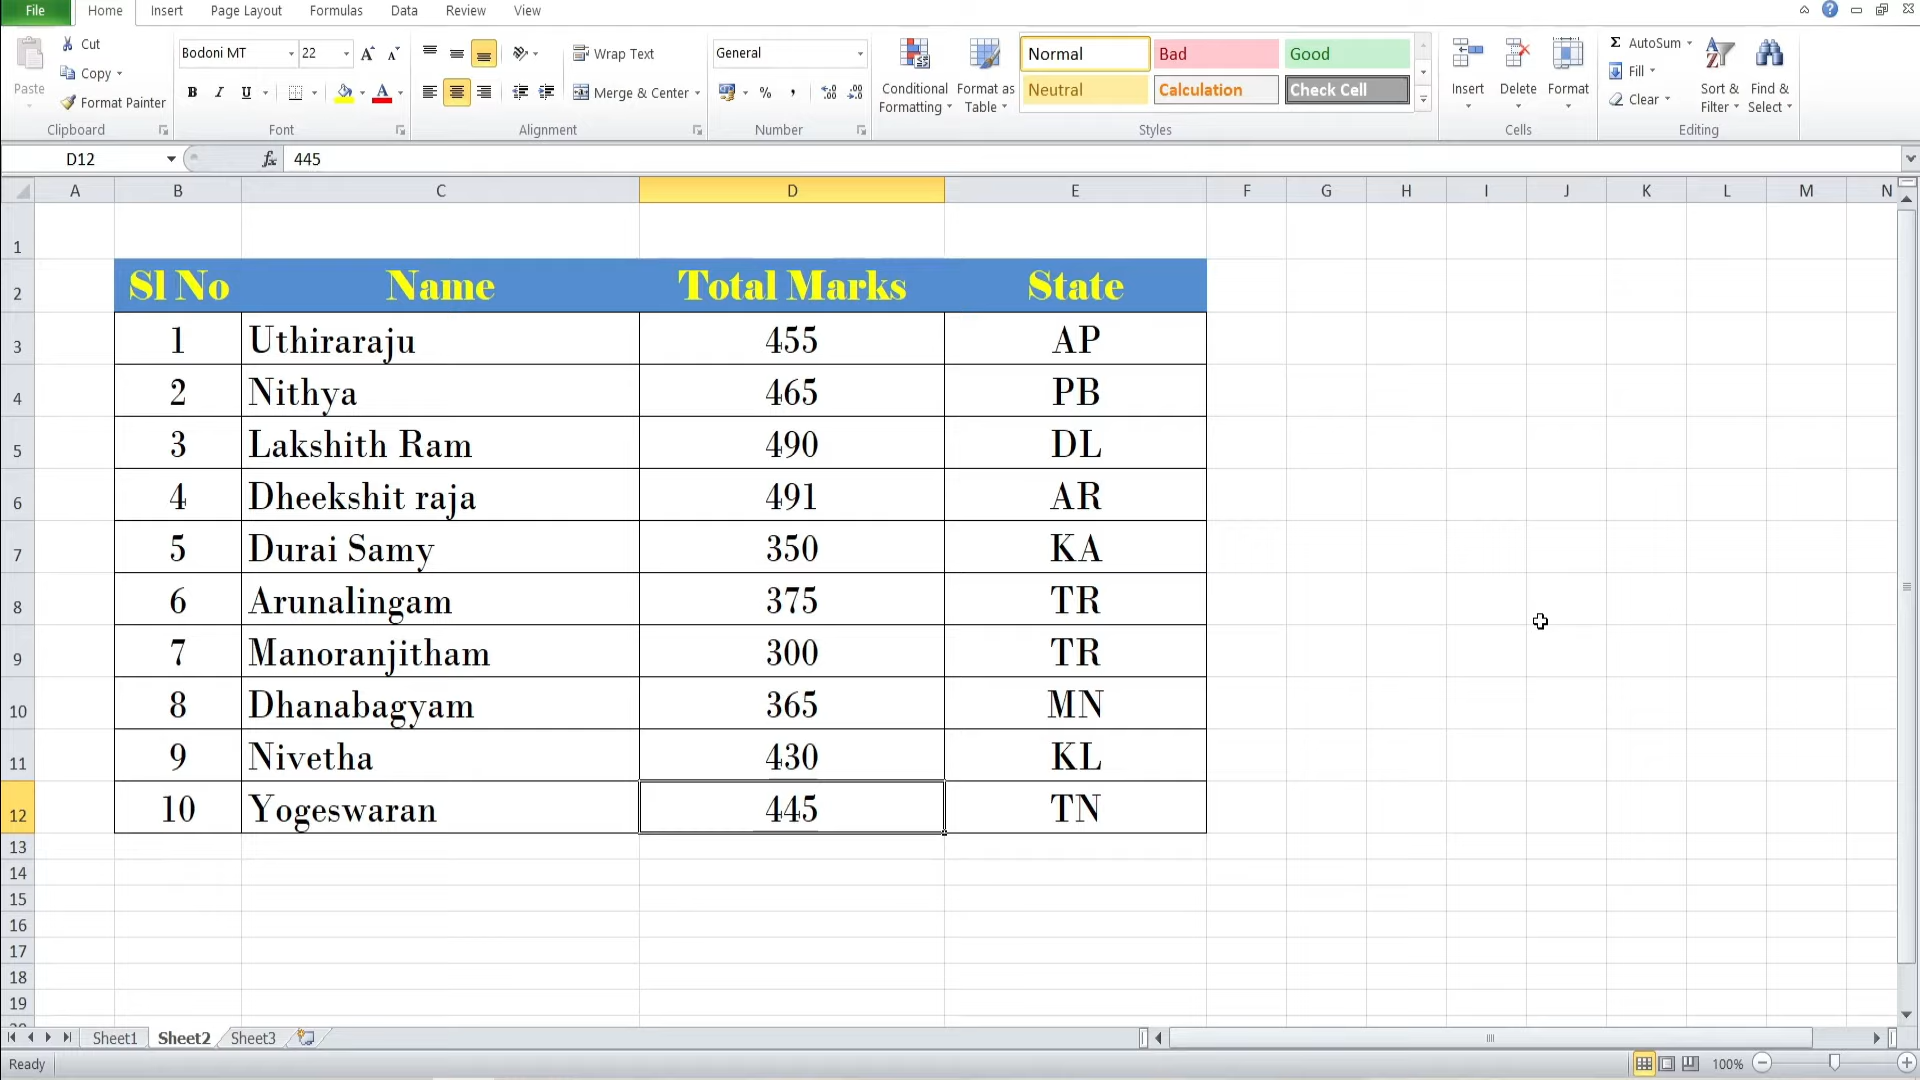 File Home Insert Page Layout Formulas Data Review View
Paste Cut Copy Format Painter Clipboard
Bodoni MT 22 A A B I U A Font
Wrap Text Merge & Center Alignment
General % , .0 .00 .00 .0 Number
Conditional Formatting Format as Table Normal Bad Good Neutral Calculation Check Cell Styles
Insert Delete Format Cells
Σ AutoSum Fill Clear Sort & Filter Find & Select Editing
D12 fx 445
A B C D E F G H I J K L M N
1
2 Sl No Name Total Marks State
3 1 Uthiraraju 455 AP
4 2 Nithya 465 PB
5 3 Lakshith Ram 490 DL
6 4 Dheekshit raja 491 AR
7 5 Durai Samy 350 KA
8 6 Arunalingam 375 TR
9 7 Manoranjitham 300 TR
10 8 Dhanabagyam 365 MN
11 9 Nivetha 430 KL
12 10 Yogeswaran 445 TN
13
14
15
16
17
18
19
Sheet1 Sheet2 Sheet3
Ready 100%